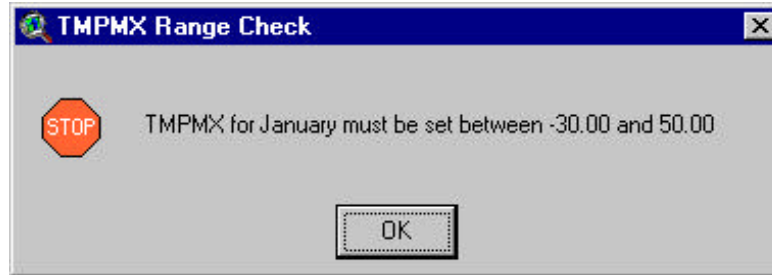 TMPMX Range Check
STOP
TMPMX for January must be set between -30.00 and 50.00
OK